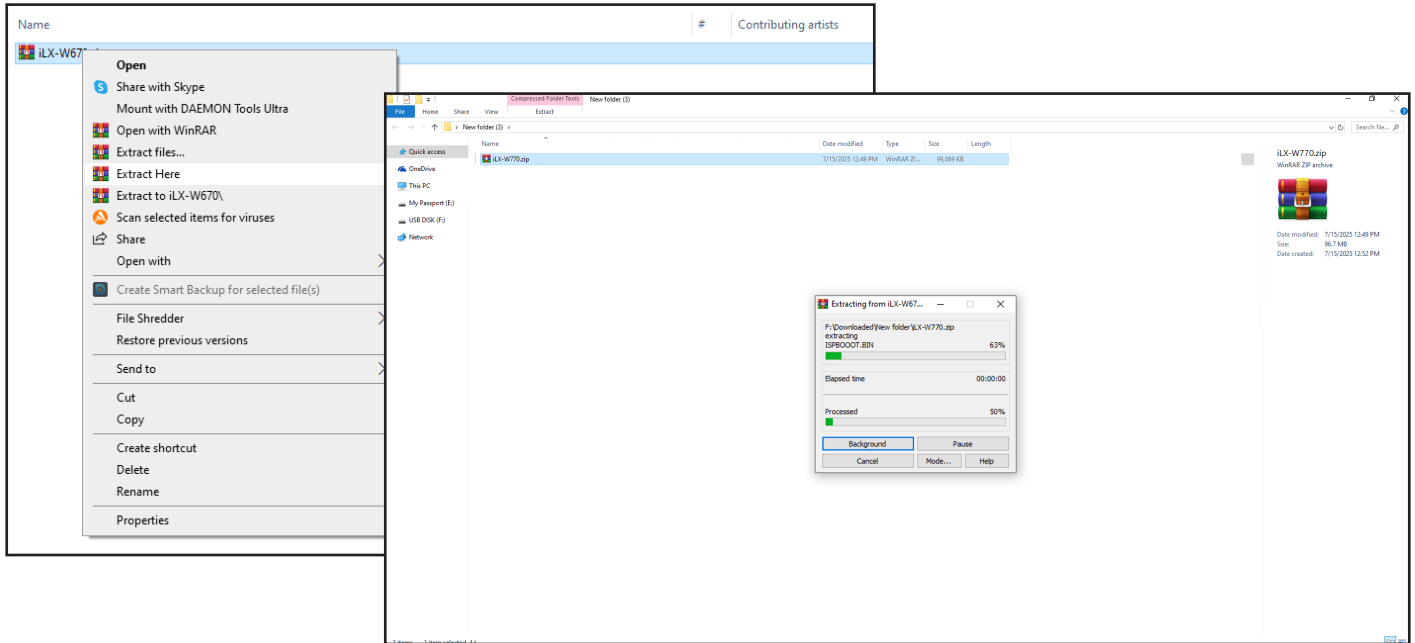 Name # Contributing artists
iLX-W67
Open
Share with Skype
Mount with DAEMON Tools Ultra
Open with WinRAR
Extract files...
Extract Here
Extract to iLX-W670\
Scan selected items for viruses
Share
Open with
Create Smart Backup for selected file(s)
File Shredder
Restore previous versions
Send to
Cut
Copy
Create shortcut
Delete
Rename
Properties
Compressed Folder Tools New folder (3)
File Home Share View Extract
New folder (3)
Search Ne...
Name Date modified Type Size Length
iLX-W770.zip 7/15/2025 12:49 PM WinRAR ZI... 99,069 KB
Quick access
OneDrive
This PC
My Passport (E:)
USB DISK (F:)
Network
iLX-W770.zip
WinRAR ZIP archive
Date modified: 7/15/2025 12:49 PM
Size: 96.7 MB
Date created: 7/15/2025 12:52 PM
Extracting from iLX-W67...
F:\Downloaded\New folder\iLX-W770.zip
extracting
ISPBOOOT.BIN 63%
Elapsed time 00:00:00
Processed 50%
Background Pause
Cancel Mode... Help